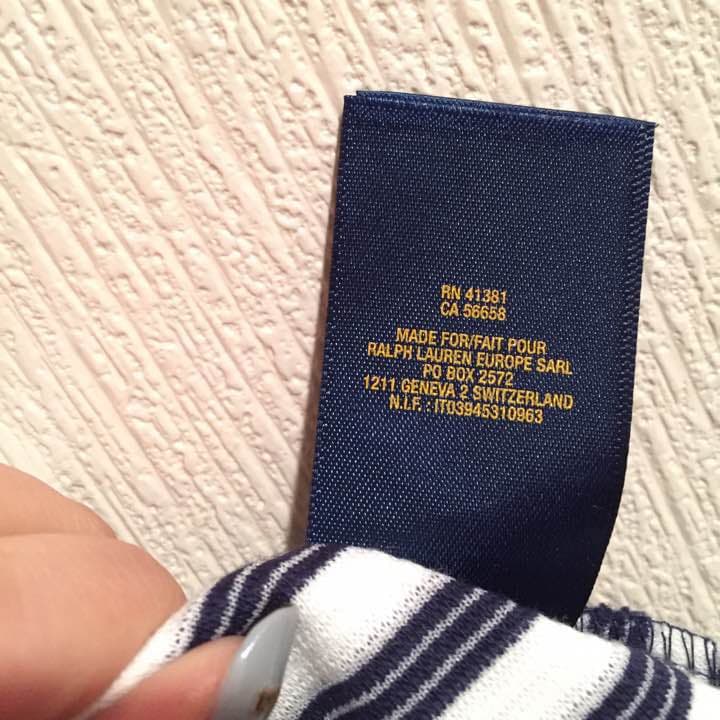 RN 41381
CA 56658
MADE FOR/FAIT POUR
RALPH LAUREN EUROPE SARL
PO BOX 2572
1211 GENEVA 2 SWITZERLAND
N.I.F. : IT03945310963